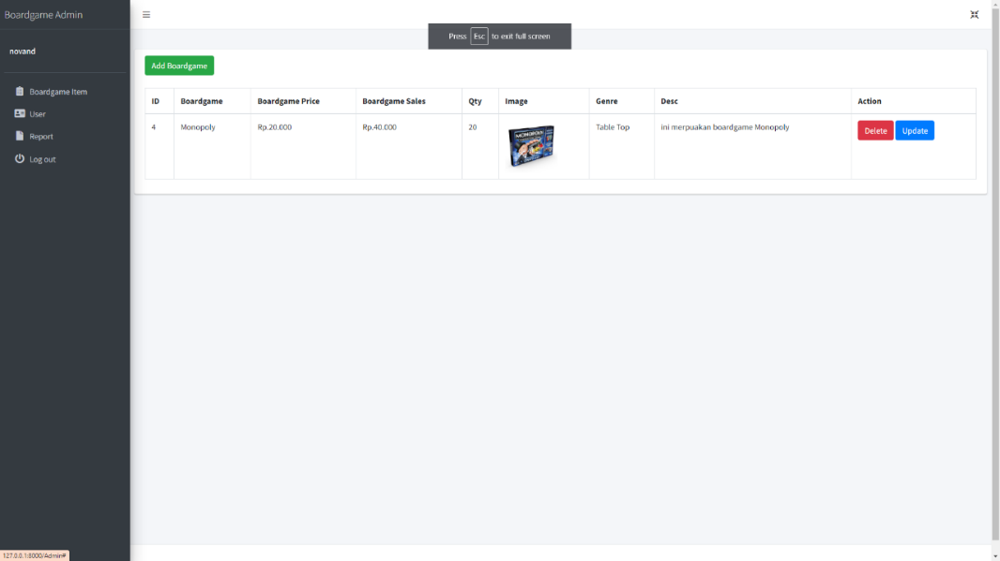 Boardgame Admin
Press Esc to exit full screen
novand
Boardgame Item
User
Report
Log out
Add Boardgame
ID Boardgame Boardgame Price Boardgame Sales Qty Image Genre Desc Action
4 Monopoly Rp.20.000 Rp.40.000 20 Table Top ini merpuakan boardgame Monopoly Delete Update
MONOPOLY
127.0.0.1:8000/Admin#